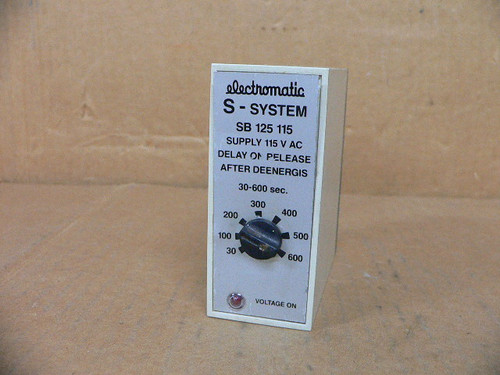 electromatic
S - SYSTEM
SB 125 115
SUPPLY 115 V AC
DELAY ON RELEASE
AFTER DEENERGIS
30-600 sec.
300
200 400
100 500
30 600
VOLTAGE ON